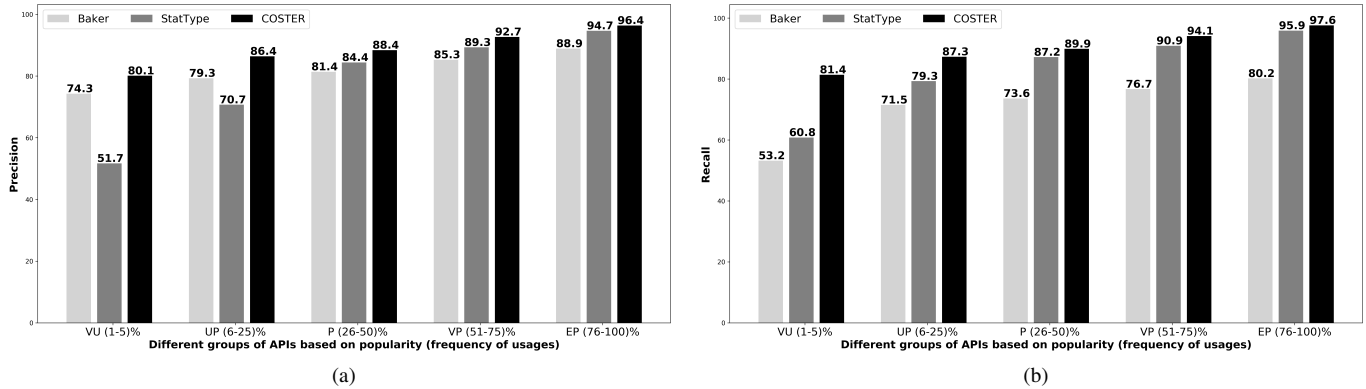 Baker StatType COSTER
100
80
60
40
20
0
Precision
74.3 51.7 80.1
79.3 70.7 86.4
81.4 84.4 88.4
85.3 89.3 92.7
88.9 94.7 96.4
VU (1-5)% UP (6-25)% P (26-50)% VP (51-75)% EP (76-100)%
Different groups of APIs based on popularity (frequency of usages)
(a)
Baker StatType COSTER
100
80
60
40
20
0
Recall
53.2 60.8 81.4
71.5 79.3 87.3
73.6 87.2 89.9
76.7 90.9 94.1
80.2 95.9 97.6
VU (1-5)% UP (6-25)% P (26-50)% VP (51-75)% EP (76-100)%
Different groups of APIs based on popularity (frequency of usages)
(b)